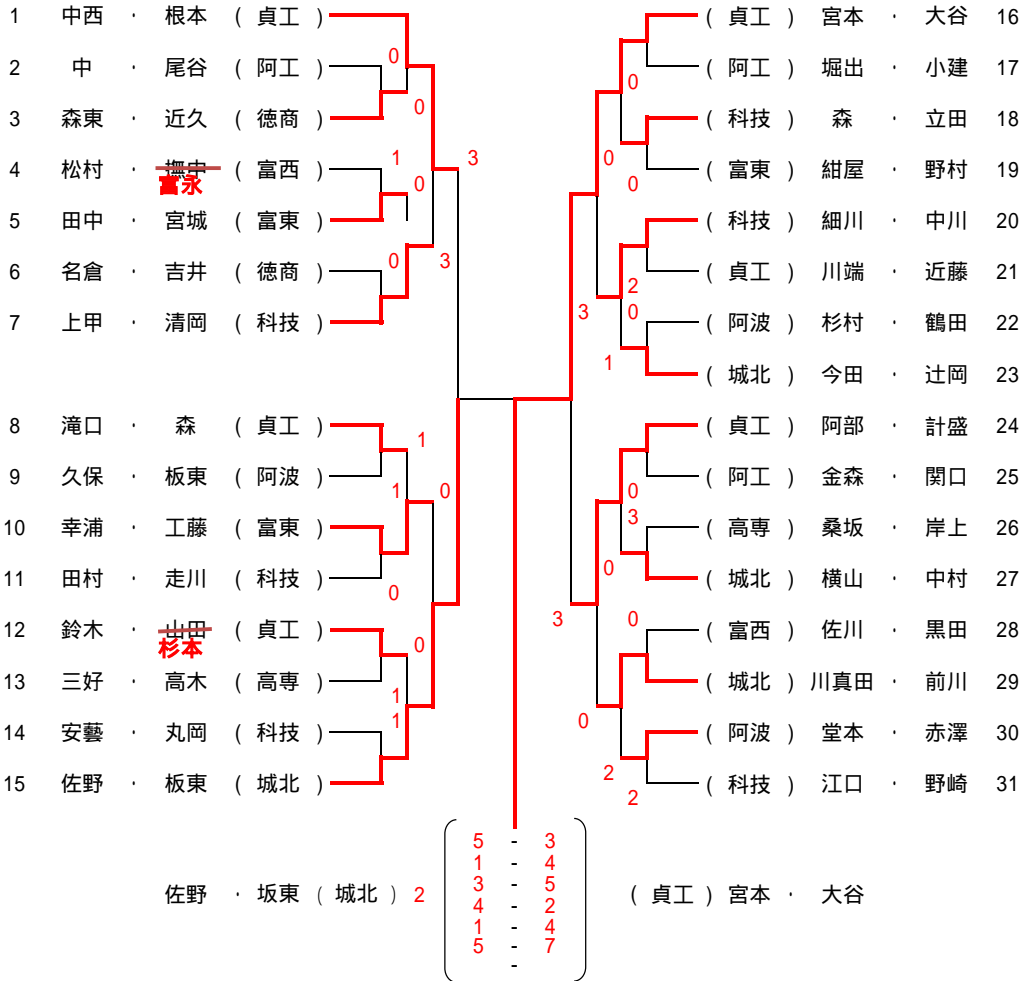 1 中西 ・ 根本 ( 貞工 )
0
2 中 ・ 尾谷 ( 阿工 )
0
3 森東 ・ 近久 ( 徳商 )
1 3
4 松村 ・ 撫中 ( 富西 )
富永
0
5 田中 ・ 宮城 ( 富東 )
0 3
6 名倉 ・ 吉井 ( 徳商 )
7 上甲 ・ 清岡 ( 科技 )
8 滝口 ・ 森 ( 貞工 )
1
9 久保 ・ 板東 ( 阿波 )
1 0
10 幸浦 ・ 工藤 ( 富東 )
11 田村 ・ 走川 ( 科技 )
0
12 鈴木 ・ 山田 ( 貞工 )
杉本
0
13 三好 ・ 高木 ( 高専 )
1
1
14 安藝 ・ 丸岡 ( 科技 )
15 佐野 ・ 板東 ( 城北 )
( 貞工 ) 宮本 ・ 大谷 16
( 阿工 ) 堀出 ・ 小建 17
0
( 科技 ) 森 ・ 立田 18
0
( 富東 ) 紺屋 ・ 野村 19
0
( 科技 ) 細川 ・ 中川 20
( 貞工 ) 川端 ・ 近藤 21
2
3 0
( 阿波 ) 杉村 ・ 鶴田 22
1
( 城北 ) 今田 ・ 辻岡 23
( 貞工 ) 阿部 ・ 計盛 24
( 阿工 ) 金森 ・ 関口 25
0
3
( 高専 ) 桑坂 ・ 岸上 26
0
( 城北 ) 横山 ・ 中村 27
3 0
( 富西 ) 佐川 ・ 黒田 28
( 城北 ) 川真田 ・ 前川 29
0
( 阿波 ) 堂本 ・ 赤澤 30
2
( 科技 ) 江口 ・ 野崎 31
2
5 - 3
1 - 4
3 - 5
佐野 ・ 坂東 ( 城北 ) 2 4 - 2 ( 貞工 ) 宮本 ・ 大谷
1 - 4
5 - 7
-